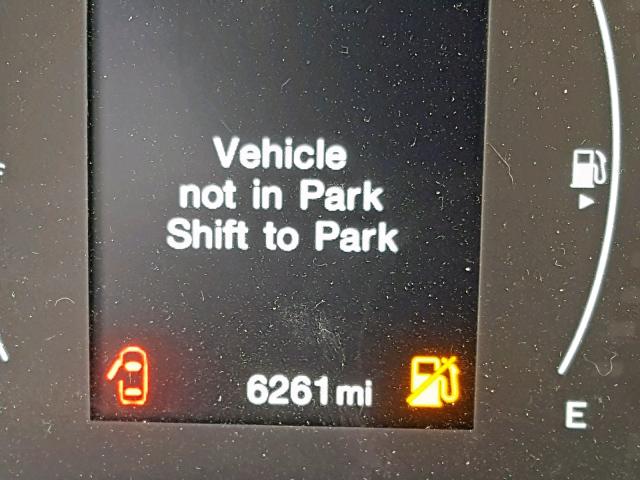 Vehicle
not in Park
Shift to Park
6261 mi
E